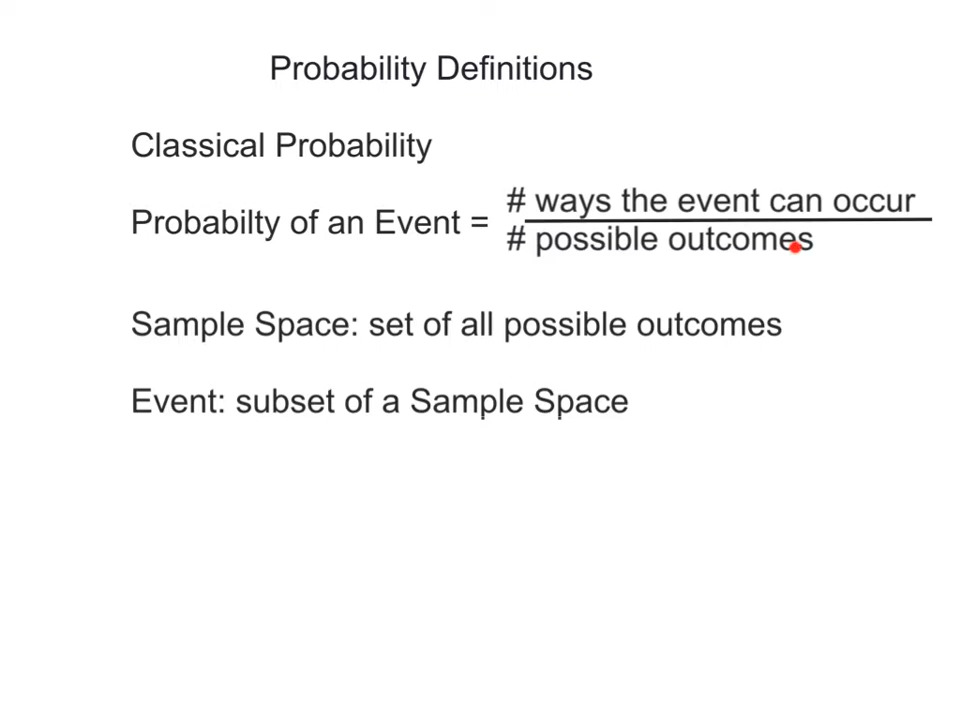 Probability Definitions
Classical Probability
# ways the event can occur
Probabilty of an Event =
# possible outcomes
Sample Space: set of all possible outcomes
Event: subset of a Sample Space